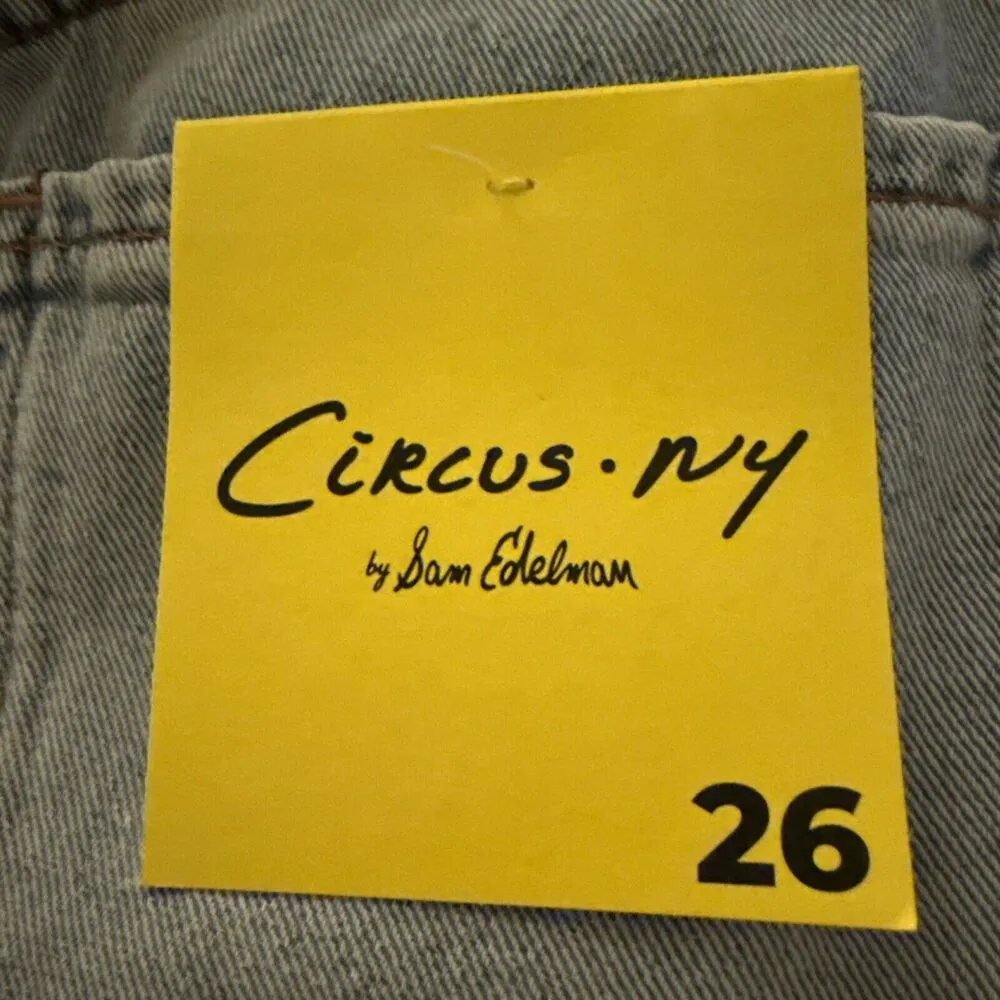 CIRCUS · NY
by Sam Edelman
26